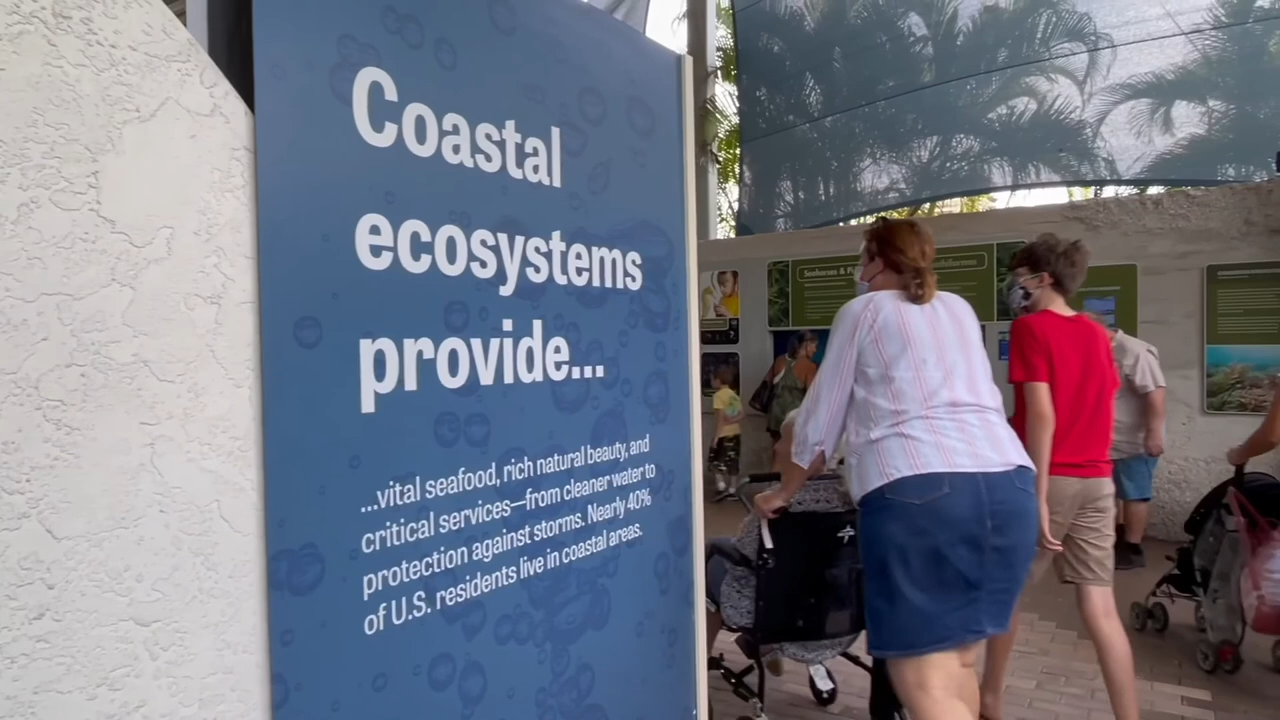 Coastal
ecosystems
provide...
...vital seafood, rich natural beauty, and
critical services—from cleaner water to
protection against storms. Nearly 40%
of U.S. residents live in coastal areas.
Seahorses &